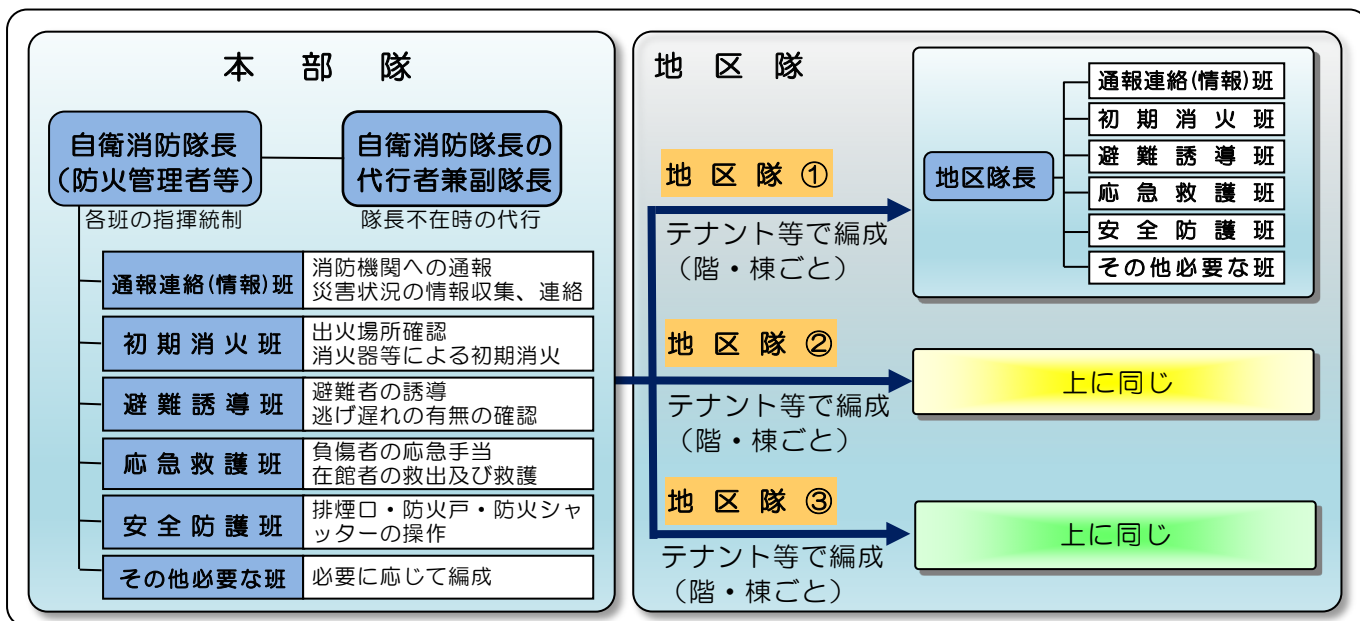 本部隊
自衛消防隊長
(防火管理者等)
各班の指揮統制
自衛消防隊長の
代行者兼副隊長
隊長不在時の代行
通報連絡(情報)班
消防機関への通報
災害状況の情報収集、連絡
初期消火班
出火場所確認
消火器等による初期消火
避難誘導班
避難者の誘導
逃げ遅れの有無の確認
応急救護班
負傷者の応急手当
在館者の救出及び救護
安全防護班
排煙口・防火戸・防火シャ
ッターの操作
その他必要な班
必要に応じて編成
地区隊
地区隊①
テナント等で編成
(階・棟ごと)
地区隊長
通報連絡(情報)班
初期消火班
避難誘導班
応急救護班
安全防護班
その他必要な班
地区隊②
テナント等で編成
(階・棟ごと)
上に同じ
地区隊③
テナント等で編成
(階・棟ごと)
上に同じ